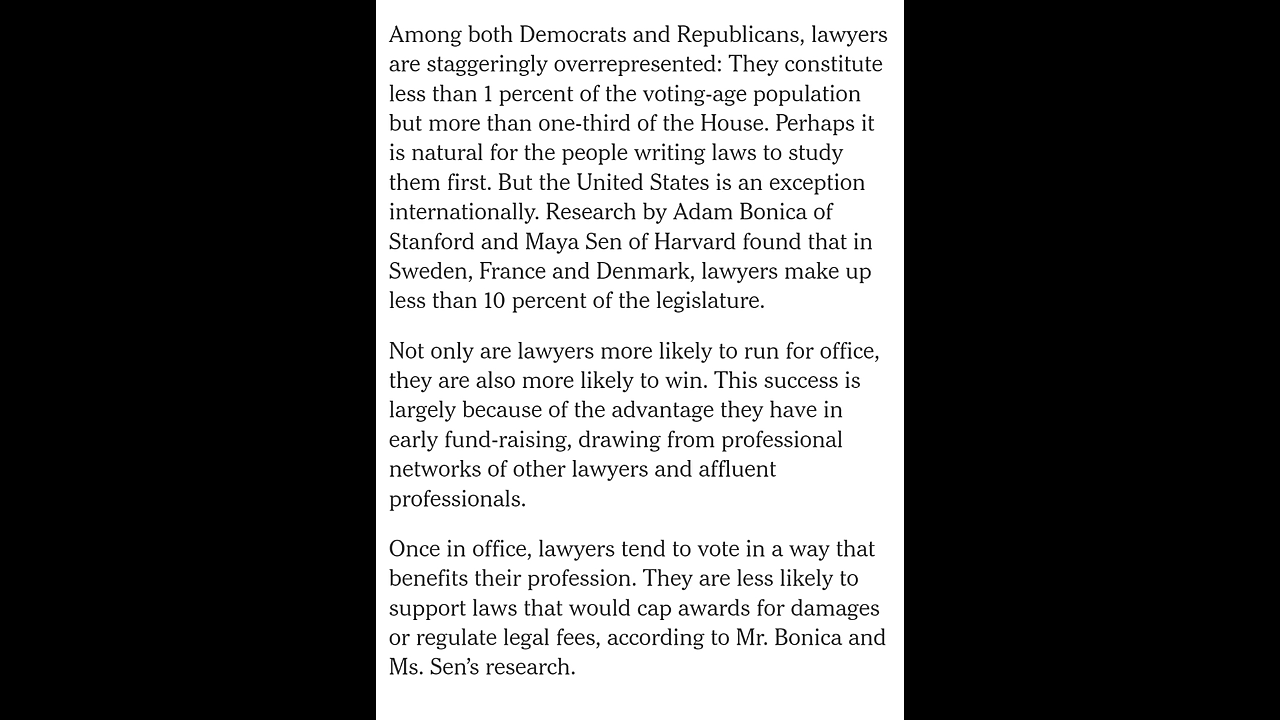 Among both Democrats and Republicans, lawyers
are staggeringly overrepresented: They constitute
less than 1 percent of the voting-age population
but more than one-third of the House. Perhaps it
is natural for the people writing laws to study
them first. But the United States is an exception
internationally. Research by Adam Bonica of
Stanford and Maya Sen of Harvard found that in
Sweden, France and Denmark, lawyers make up
less than 10 percent of the legislature.
Not only are lawyers more likely to run for office,
they are also more likely to win. This success is
largely because of the advantage they have in
early fund-raising, drawing from professional
networks of other lawyers and affluent
professionals.
Once in office, lawyers tend to vote in a way that
benefits their profession. They are less likely to
support laws that would cap awards for damages
or regulate legal fees, according to Mr. Bonica and
Ms. Sen’s research.